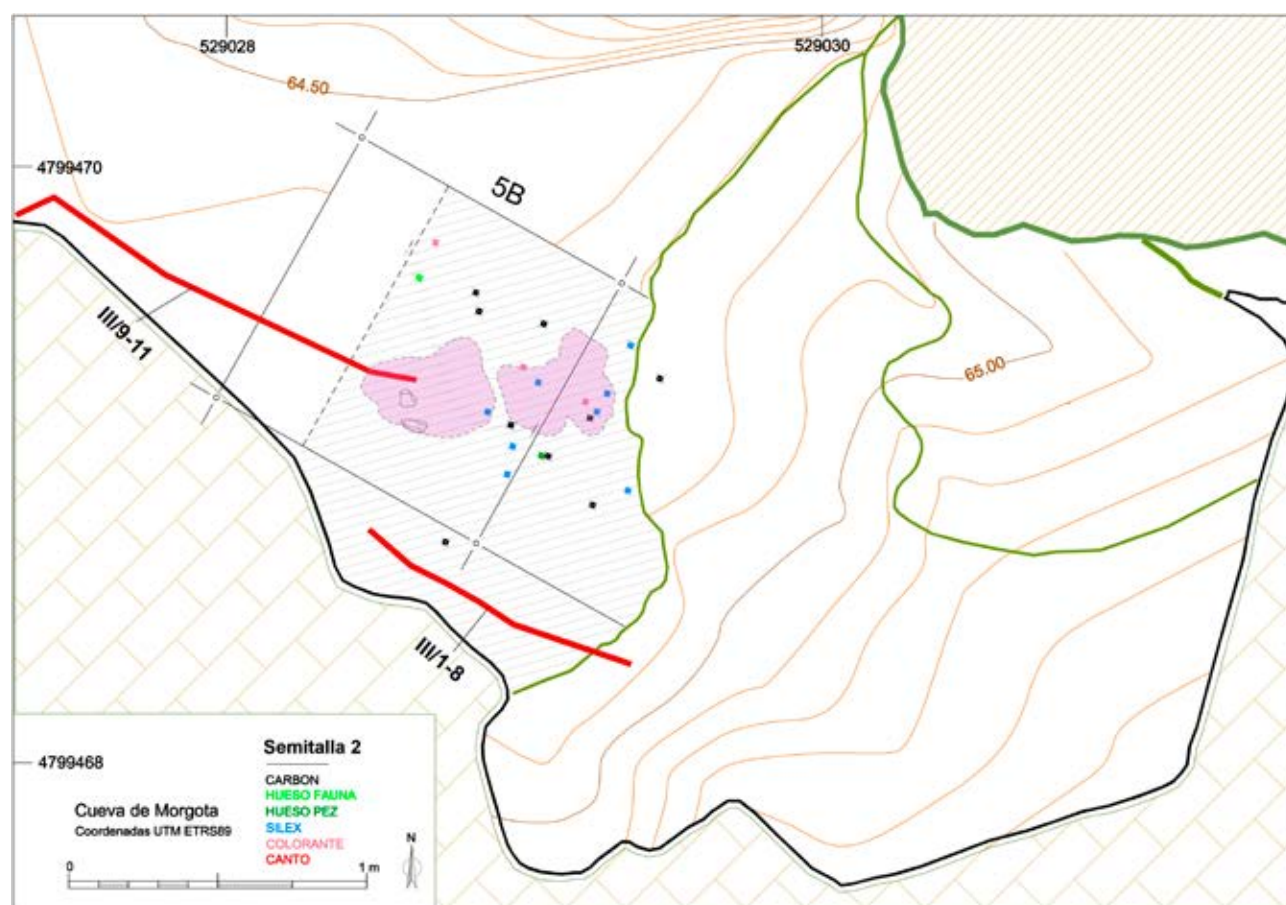 529028
529030
64.50
4799470
5B
III/9-11
65.00
III/1-8
4799468
Semitalla 2
CARBON
HUESO FAUNA
HUESO PEZ
SILEX
COLORANTE
CANTO
Cueva de Morgota
Coordenadas UTM ETRS89
N
0
1 m